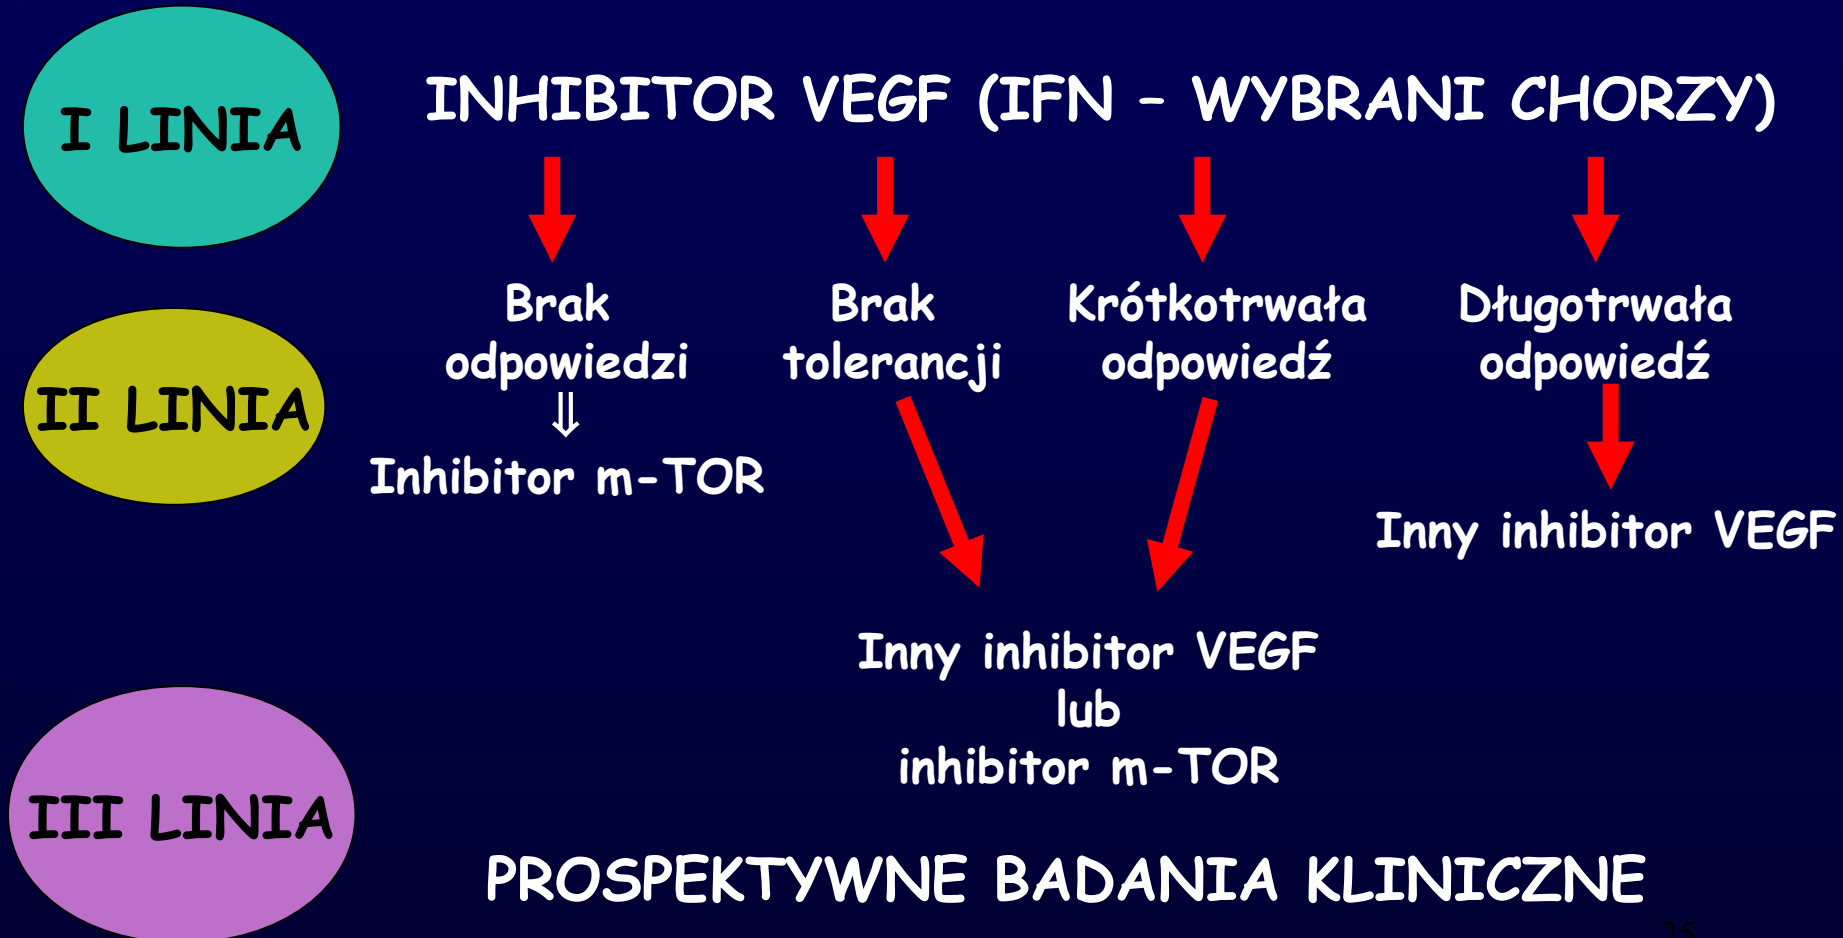 I LINIA
INHIBITOR VEGF (IFN – WYBRANI CHORZY)
Brak
odpowiedzi
⇓
Inhibitor m-TOR
Brak
tolerancji
Krótkotrwała
odpowiedź
Długotrwała
odpowiedź
II LINIA
Inny inhibitor VEGF
Inny inhibitor VEGF
lub
inhibitor m-TOR
III LINIA
PROSPEKTYWNE BADANIA KLINICZNE
25